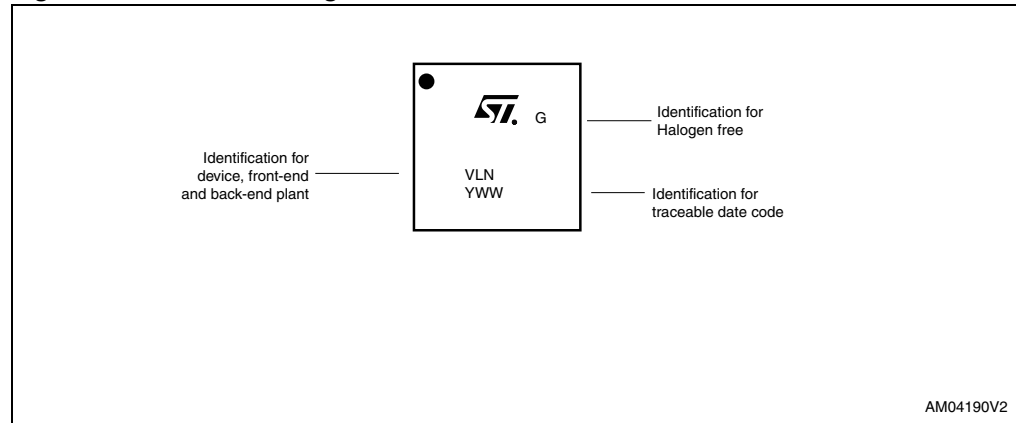 ST.
G
Identification for
Halogen free
Identification for
device, front-end
and back-end plant
VLN
YWW
Identification for
traceable date code
AM04190V2